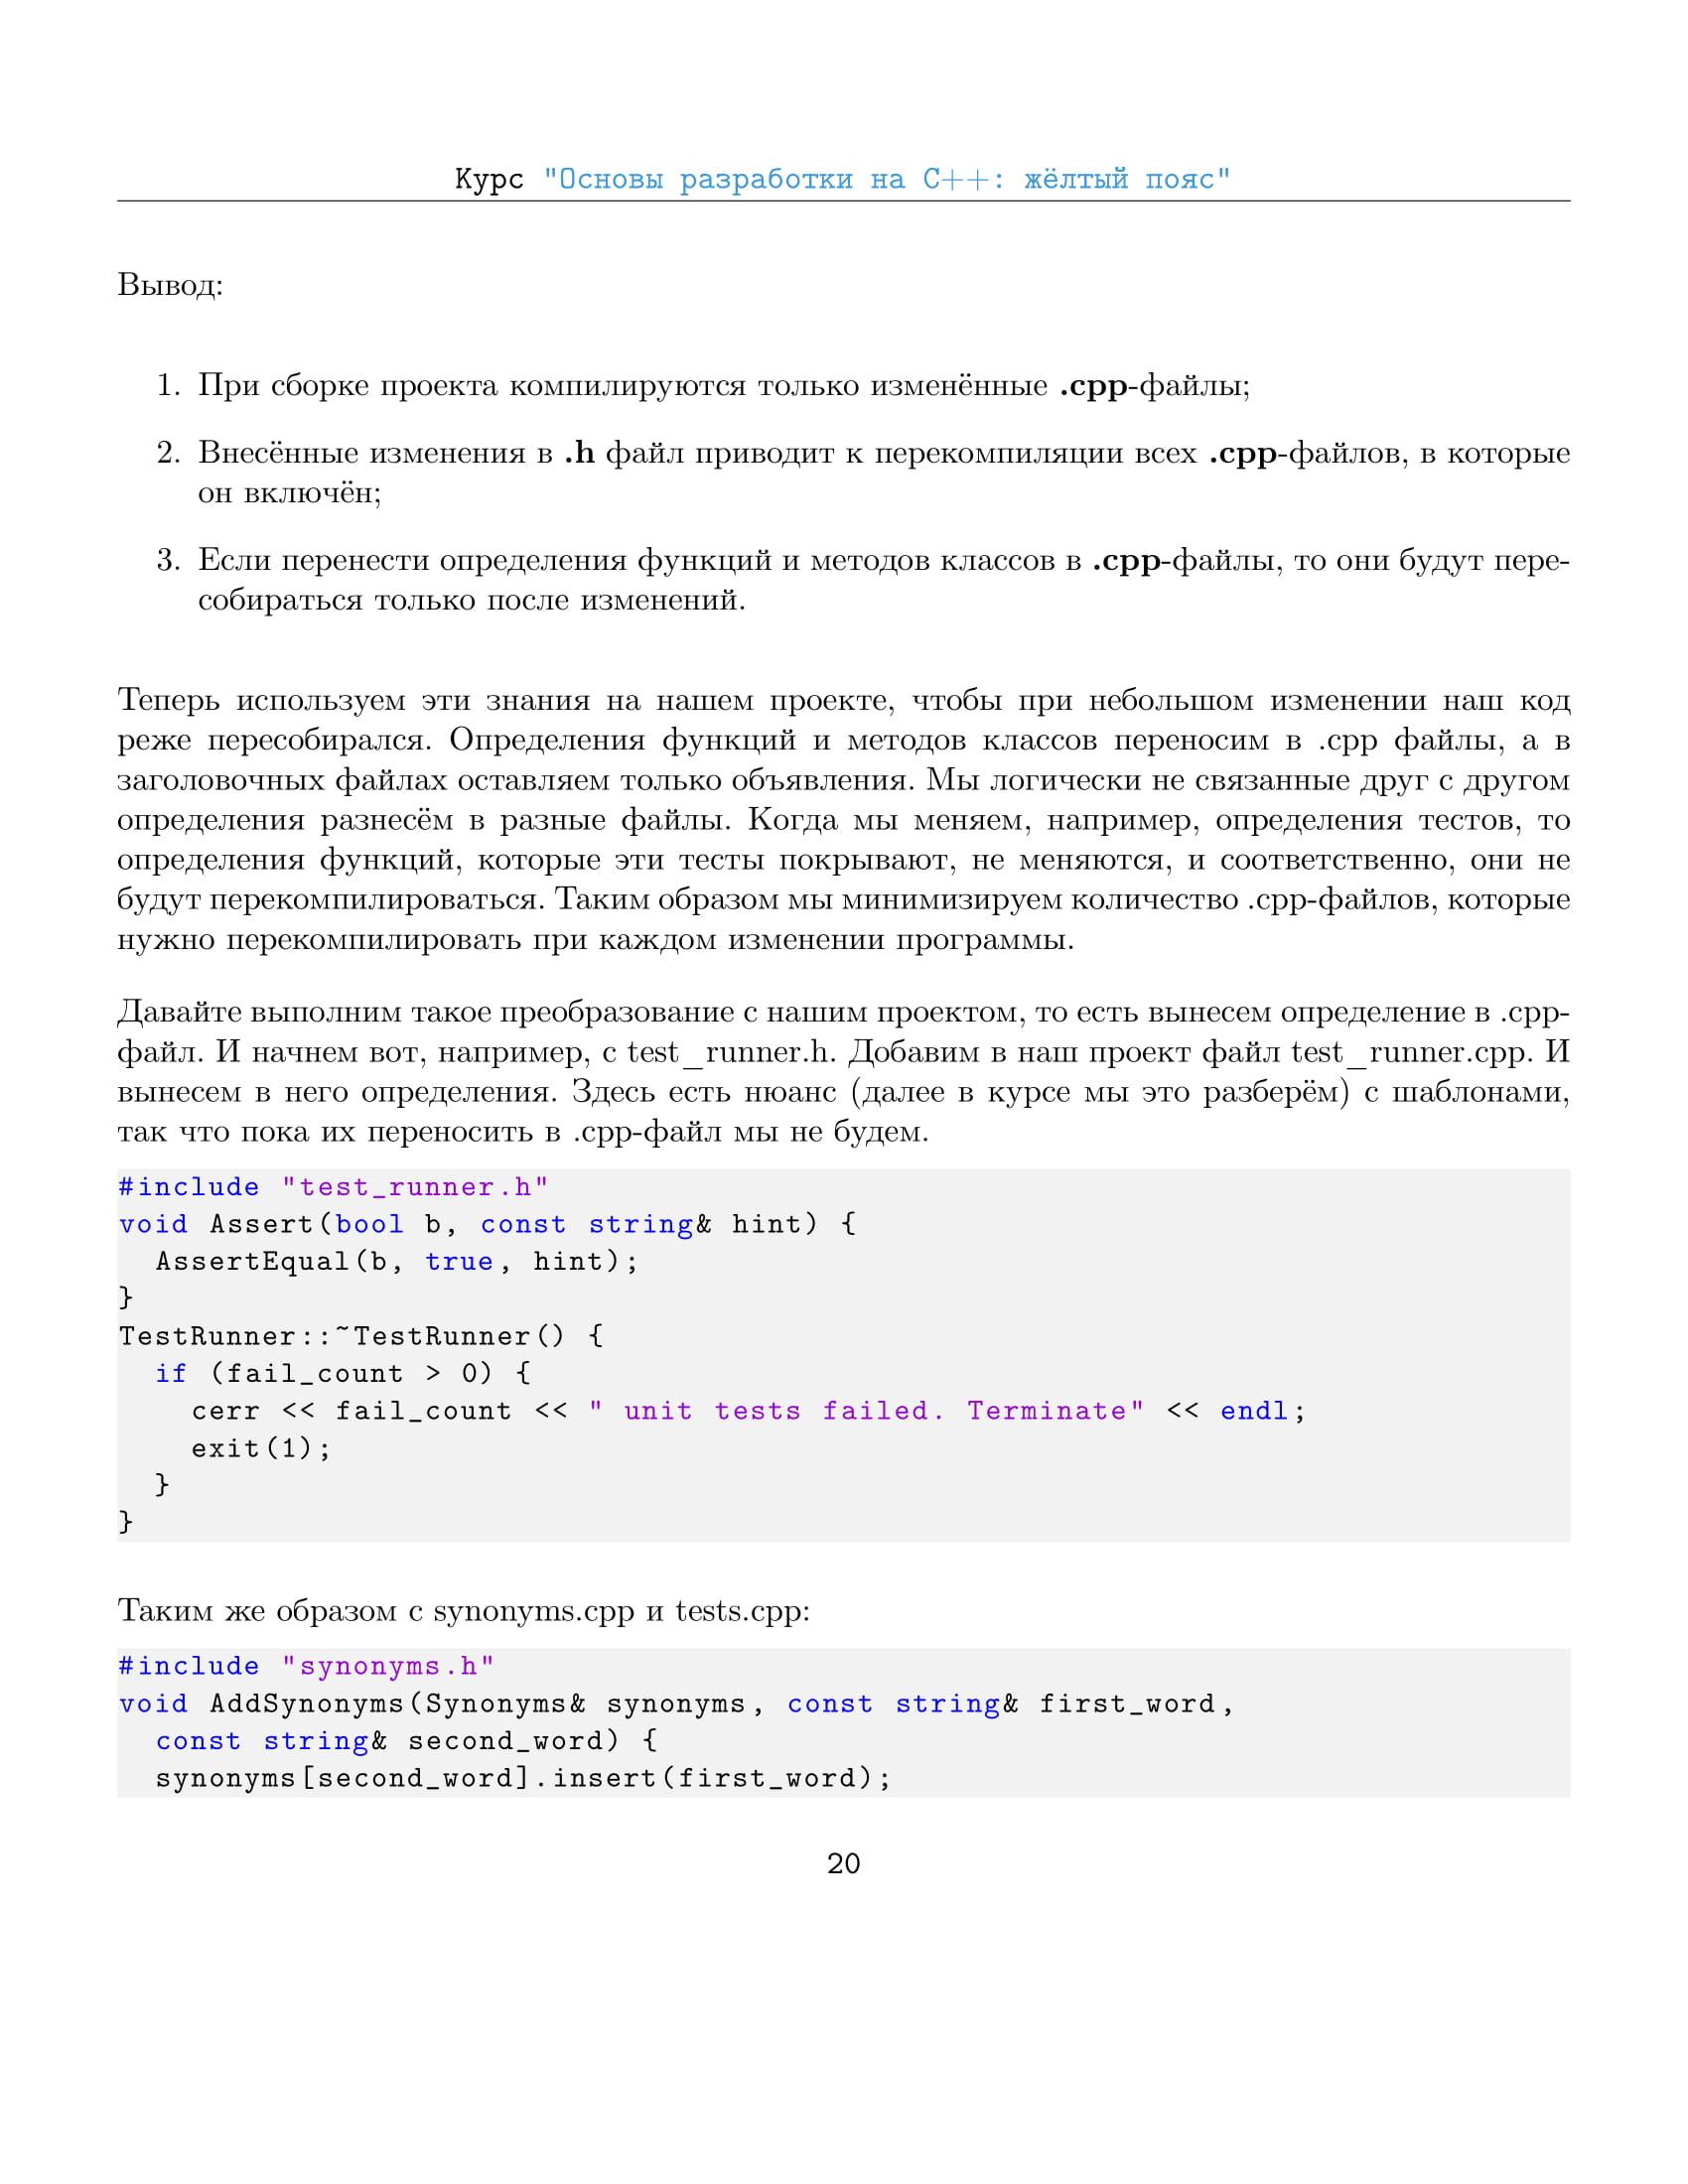 Курс "Основы разработки на C++: жёлтый пояс"
Вывод:
1. При сборке проекта компилируются только изменённые .cpp-файлы;
2. Внесённые изменения в .h файл приводит к перекомпиляции всех .cpp-файлов, в которые
он включён;
3. Если перенести определения функций и методов классов в .cpp-файлы, то они будут пере-
собираться только после изменений.
Теперь используем эти знания на нашем проекте, чтобы при небольшом изменении наш код
реже пересобирался. Определения функций и методов классов переносим в .cpp файлы, а в
заголовочных файлах оставляем только объявления. Мы логически не связанные друг с другом
определения разнесём в разные файлы. Когда мы меняем, например, определения тестов, то
определения функций, которые эти тесты покрывают, не меняются, и соответственно, они не
будут перекомпилироваться. Таким образом мы минимизируем количество .cpp-файлов, которые
нужно перекомпилировать при каждом изменении программы.
Давайте выполним такое преобразование с нашим проектом, то есть вынесем определение в .cpp-
файл. И начнем вот, например, с test_runner.h. Добавим в наш проект файл test_runner.cpp. И
вынесем в него определения. Здесь есть нюанс (далее в курсе мы это разберём) с шаблонами,
так что пока их переносить в .cpp-файл мы не будем.
#include "test_runner.h"
void Assert(bool b, const string& hint) {
  AssertEqual(b, true, hint);
}
TestRunner::~TestRunner() {
  if (fail_count > 0) {
    cerr << fail_count << " unit tests failed. Terminate" << endl;
    exit(1);
  }
}
Таким же образом с synonyms.cpp и tests.cpp:
#include "synonyms.h"
void AddSynonyms(Synonyms& synonyms, const string& first_word,
  const string& second_word) {
  synonyms[second_word].insert(first_word);
20